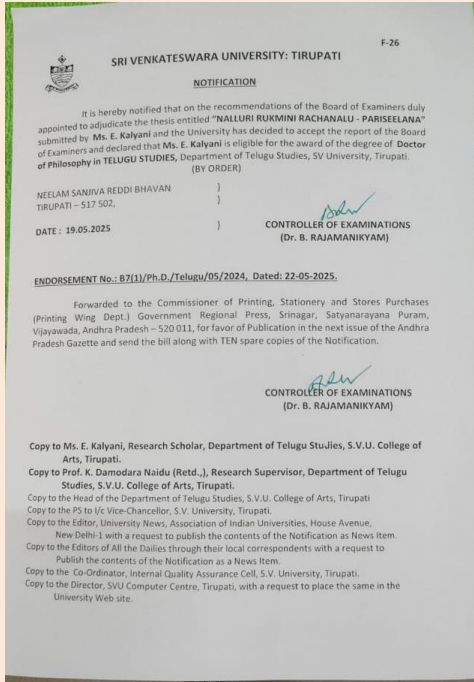 F-26
SRI VENKATESWARA UNIVERSITY: TIRUPATI
NOTIFICATION
It is hereby notified that on the recommendations of the Board of Examiners duly
appointed to adjudicate the thesis entitled "NALLURI RUKMINI RACHANALU - PARISEELANA"
submitted by Ms. E. Kalyani and the University has decided to accept the report of the Board
of Examiners and declared that Ms. E. Kalyani is eligible for the award of the degree of Doctor
of Philosophy in TELUGU STUDIES, Department of Telugu Studies, SV University, Tirupati.
(BY ORDER)
NEELAM SANJIVA REDDI BHAVAN }
TIRUPATI – 517 502, }
DATE : 19.05.2025 }
CONTROLLER OF EXAMINATIONS
(Dr. B. RAJAMANIKYAM)
ENDORSEMENT No.: B7(1)/Ph.D./Telugu/05/2024, Dated: 22-05-2025.
Forwarded to the Commissioner of Printing, Stationery and Stores Purchases
(Printing Wing Dept.) Government Regional Press, Srinagar, Satyanarayana Puram,
Vijayawada, Andhra Pradesh – 520 011, for favor of Publication in the next issue of the Andhra
Pradesh Gazette and send the bill along with TEN spare copies of the Notification.
CONTROLLER OF EXAMINATIONS
(Dr. B. RAJAMANIKYAM)
Copy to Ms. E. Kalyani, Research Scholar, Department of Telugu StuJies, S.V.U. College of
Arts, Tirupati.
Copy to Prof. K. Damodara Naidu (Retd.,), Research Supervisor, Department of Telugu
Studies, S.V.U. College of Arts, Tirupati.
Copy to the Head of the Department of Telugu Studies, S.V.U. College of Arts, Tirupati
Copy to the PS to I/c Vice-Chancellor, S.V. University, Tirupati.
Copy to the Editor, University News, Association of Indian Universities, House Avenue,
New Delhi-1 with a request to publish the contents of the Notification as News Item.
Copy to the Editors of All the Dailies through their local correspondents with a request to
Publish the contents of the Notification as a News Item.
Copy to the Co-Ordinator, Internal Quality Assurance Cell, S.V. University, Tirupati.
Copy to the Director, SVU Computer Centre, Tirupati, with a request to place the same in the
University Web site.